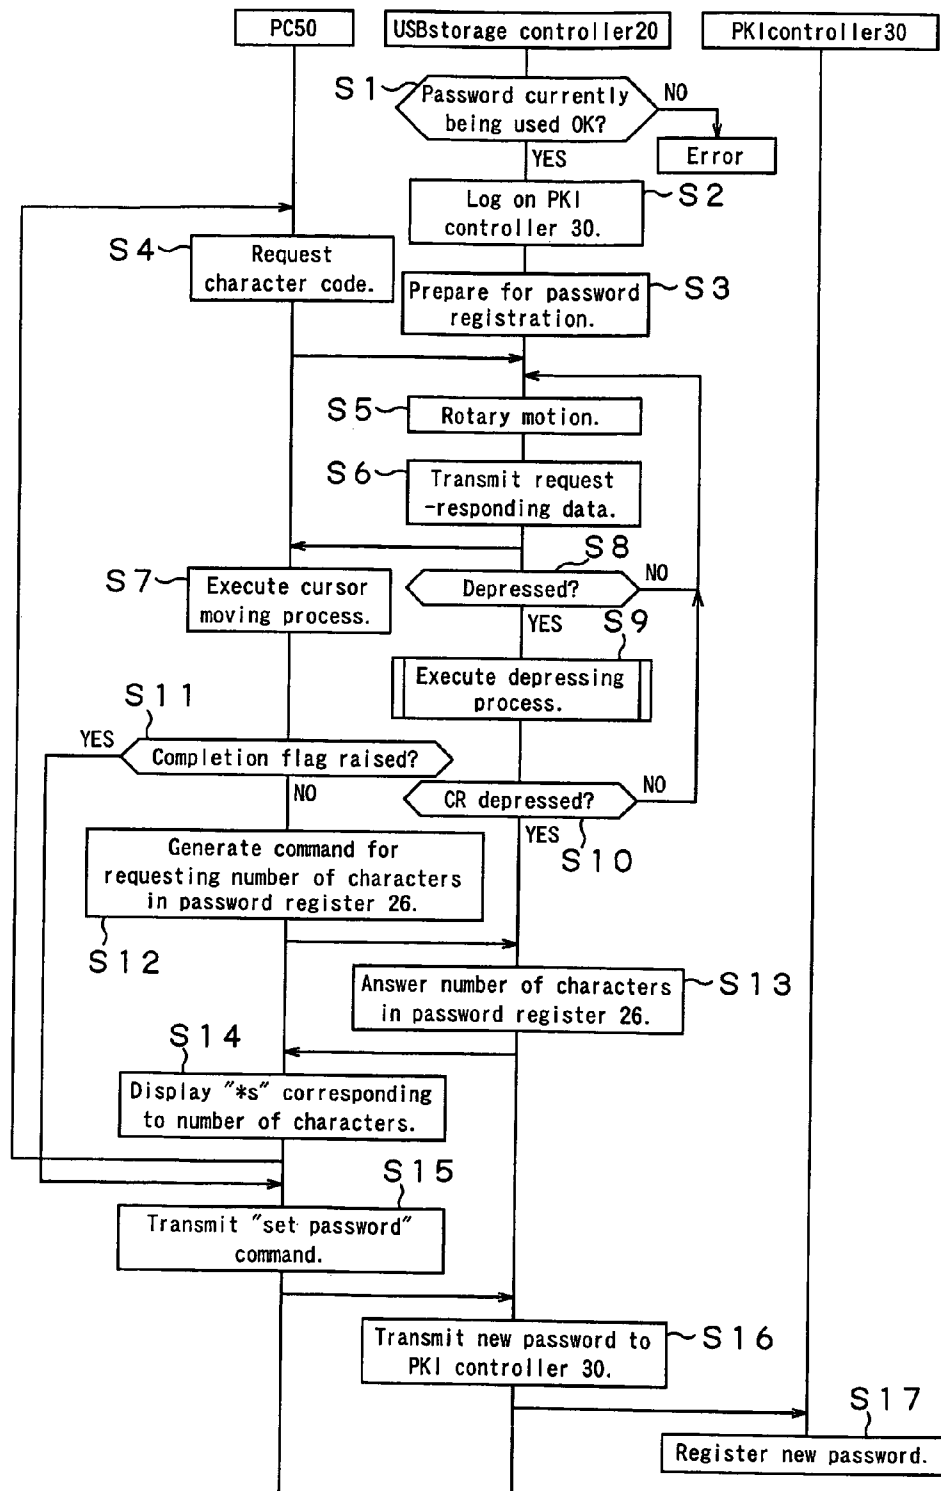 PC50
USBstorage controller20
PKIcontroller30
S1
Password currently
being used OK?
NO
Error
YES
S2
Log on PKI
controller 30.
S4
Request
character code.
S3
Prepare for password
registration.
S5
Rotary motion.
S6
Transmit request
-responding data.
S8
S7
Execute cursor
moving process.
Depressed?
NO
YES
S9
Execute depressing
process.
S11
YES
Completion flag raised?
NO
CR depressed?
NO
YES
S10
Generate command for
requesting number of characters
in password register 26.
S12
Answer number of characters
in password register 26.
S13
S14
Display "*s" corresponding
to number of characters.
S15
Transmit "set password"
command.
Transmit new password to
PKI controller 30.
S16
S17
Register new password.